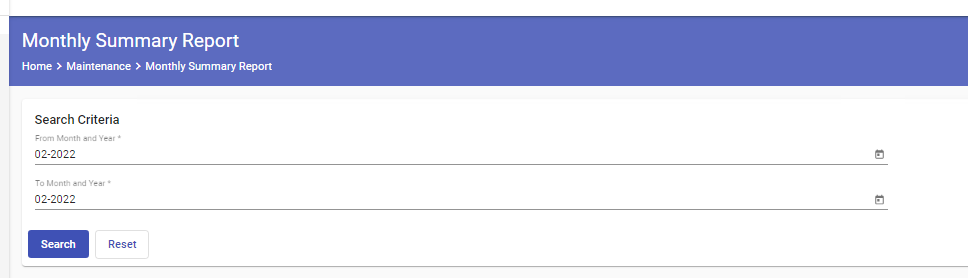 Monthly Summary Report
Home > Maintenance > Monthly Summary Report
Search Criteria
From Month and Year *
02-2022
To Month and Year *
02-2022
Search Reset